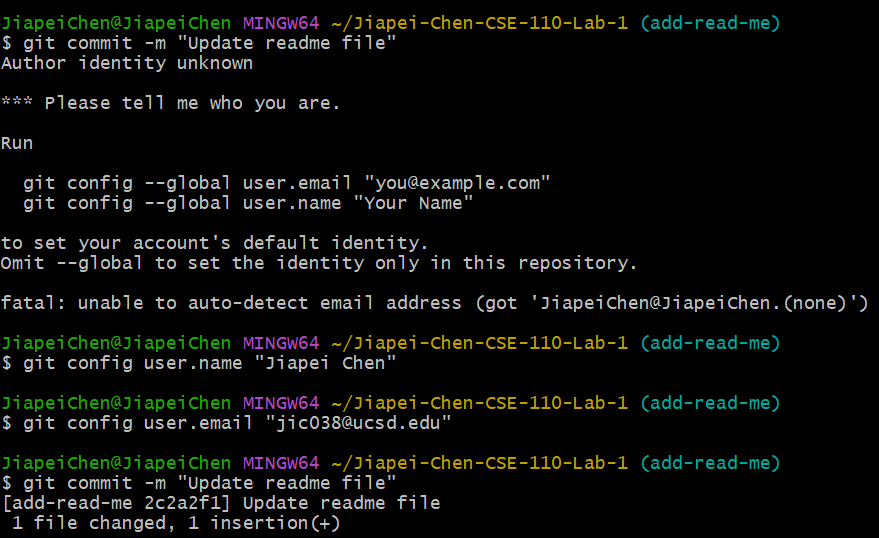 JiapeiChen@JiapeiChen MINGW64 ~/Jiapei-Chen-CSE-110-Lab-1 (add-read-me)
$ git commit -m "Update readme file"
Author identity unknown

*** Please tell me who you are.

Run

  git config --global user.email "you@example.com"
  git config --global user.name "Your Name"

to set your account's default identity.
Omit --global to set the identity only in this repository.

fatal: unable to auto-detect email address (got 'JiapeiChen@JiapeiChen.(none)')

JiapeiChen@JiapeiChen MINGW64 ~/Jiapei-Chen-CSE-110-Lab-1 (add-read-me)
$ git config user.name "Jiapei Chen"

JiapeiChen@JiapeiChen MINGW64 ~/Jiapei-Chen-CSE-110-Lab-1 (add-read-me)
$ git config user.email "jic038@ucsd.edu"

JiapeiChen@JiapeiChen MINGW64 ~/Jiapei-Chen-CSE-110-Lab-1 (add-read-me)
$ git commit -m "Update readme file"
[add-read-me 2c2a2f1] Update readme file
 1 file changed, 1 insertion(+)